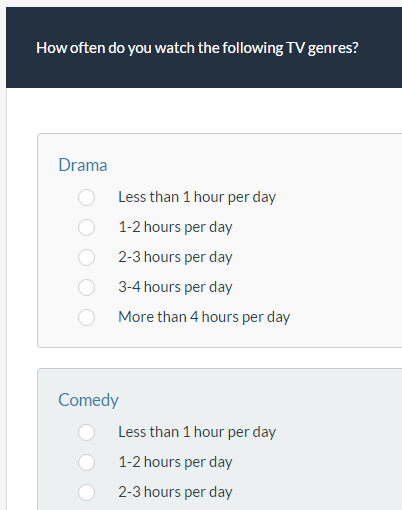 How often do you watch the following TV genres?
Drama
Less than 1 hour per day
1-2 hours per day
2-3 hours per day
3-4 hours per day
More than 4 hours per day
Comedy
Less than 1 hour per day
1-2 hours per day
2-3 hours per day